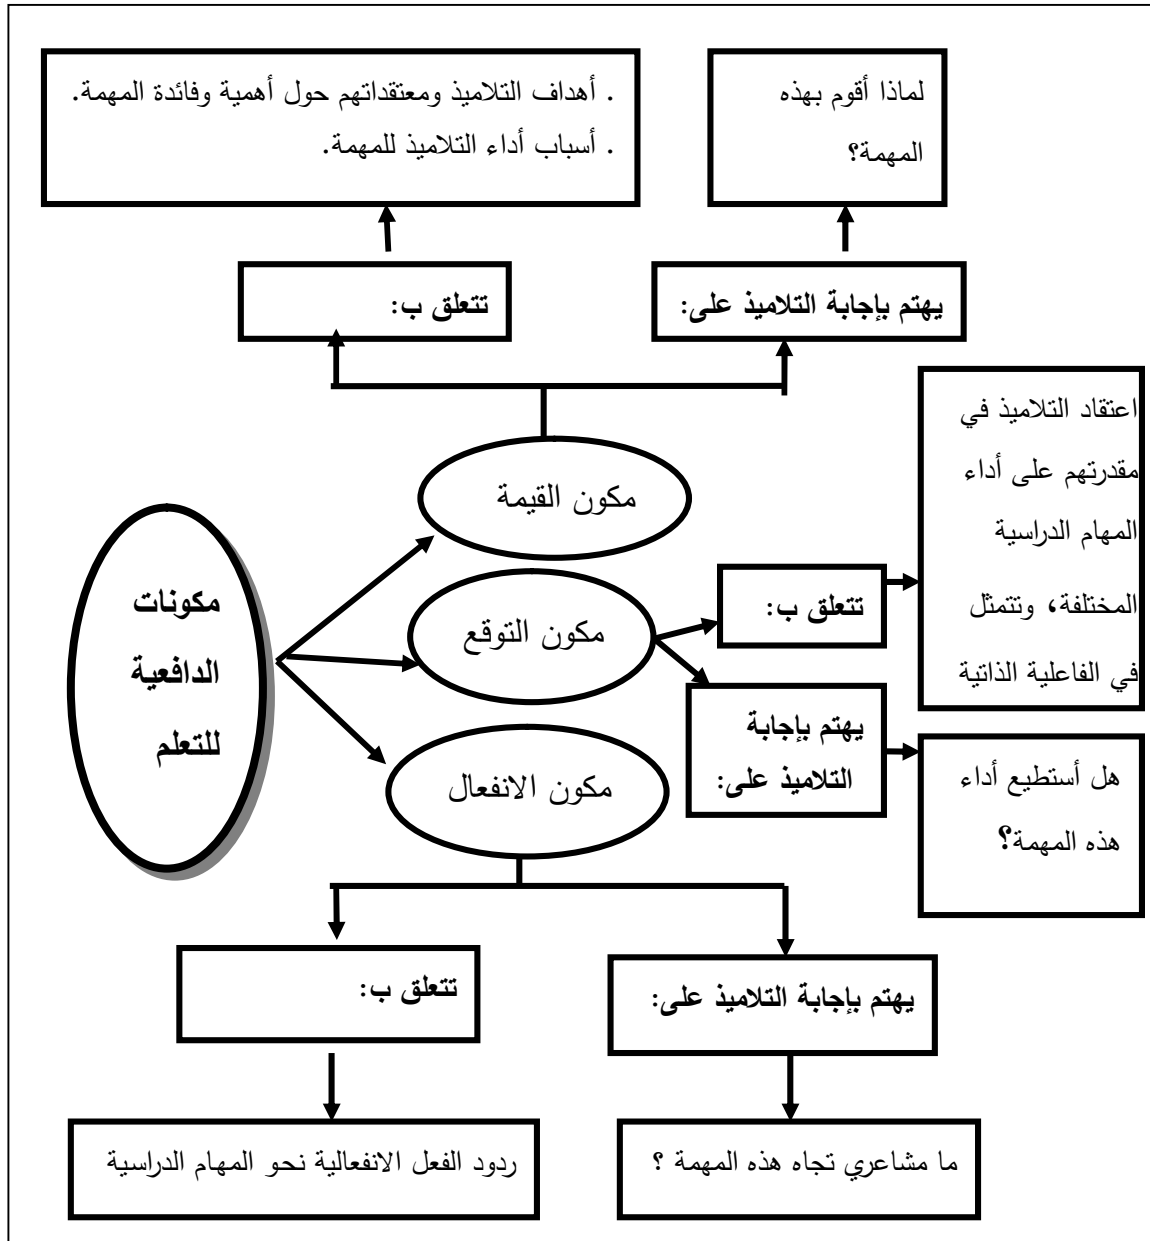 لماذا أقوم بهذه
المهمة؟
. أهداف التلاميذ ومعتقداتهم حول أهمية وفائدة المهمة.
. أسباب أداء التلاميذ للمهمة.
يهتم بإجابة التلاميذ على:
تتعلق ب:
مكون القيمة
اعتقاد التلاميذ في
مقدرتهم على أداء
المهام الدراسية
المختلفة، وتتمثل
في الفاعلية الذاتية
تتعلق ب:
مكون التوقع
مكونات
الدافعية
للتعلم
يهتم بإجابة
التلاميذ على:
هل أستطيع أداء
هذه المهمة؟
مكون الانفعال
يهتم بإجابة التلاميذ على:
تتعلق ب:
ما مشاعري تجاه هذه المهمة ؟
ردود الفعل الانفعالية نحو المهام الدراسية